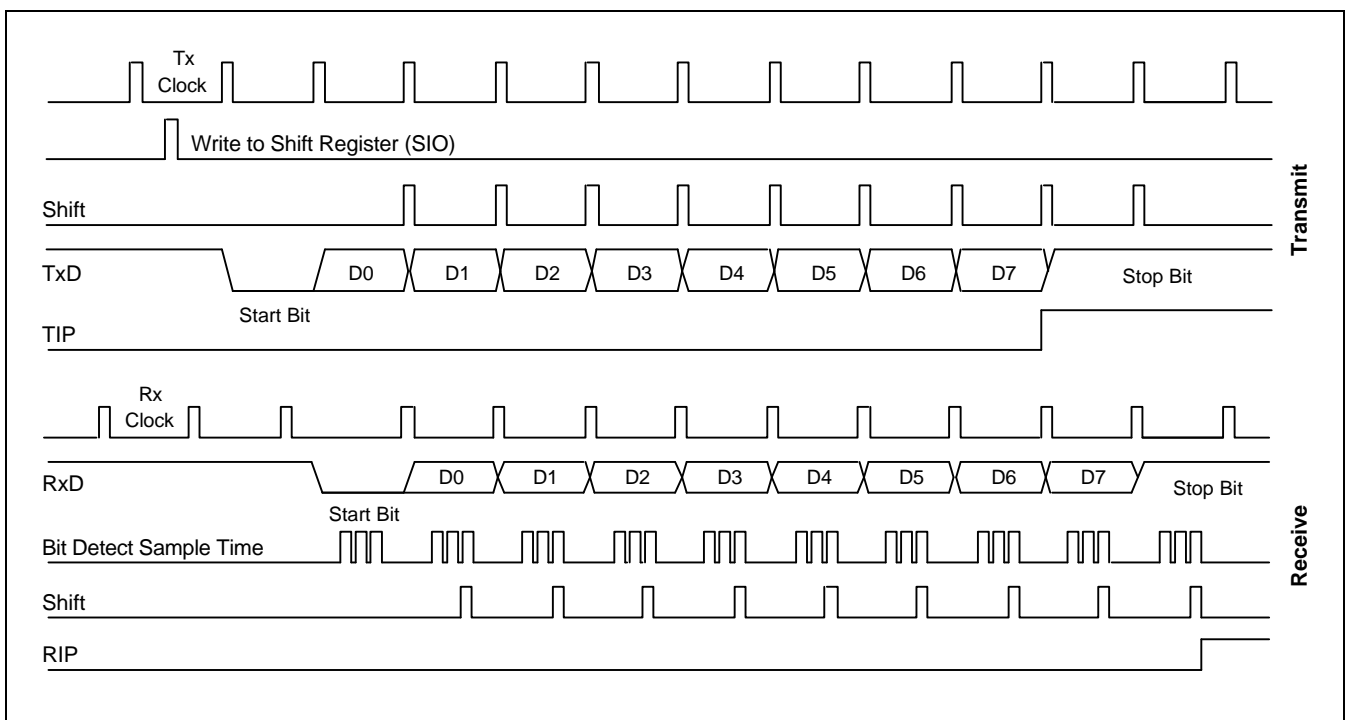 Tx
Clock
Write to Shift Register (SIO)
Shift
TxD
D0 D1 D2 D3 D4 D5 D6 D7
Stop Bit
Start Bit
TIP
Transmit
Rx
Clock
RxD
D0 D1 D2 D3 D4 D5 D6 D7
Stop Bit
Start Bit
Bit Detect Sample Time
Shift
RIP
Receive